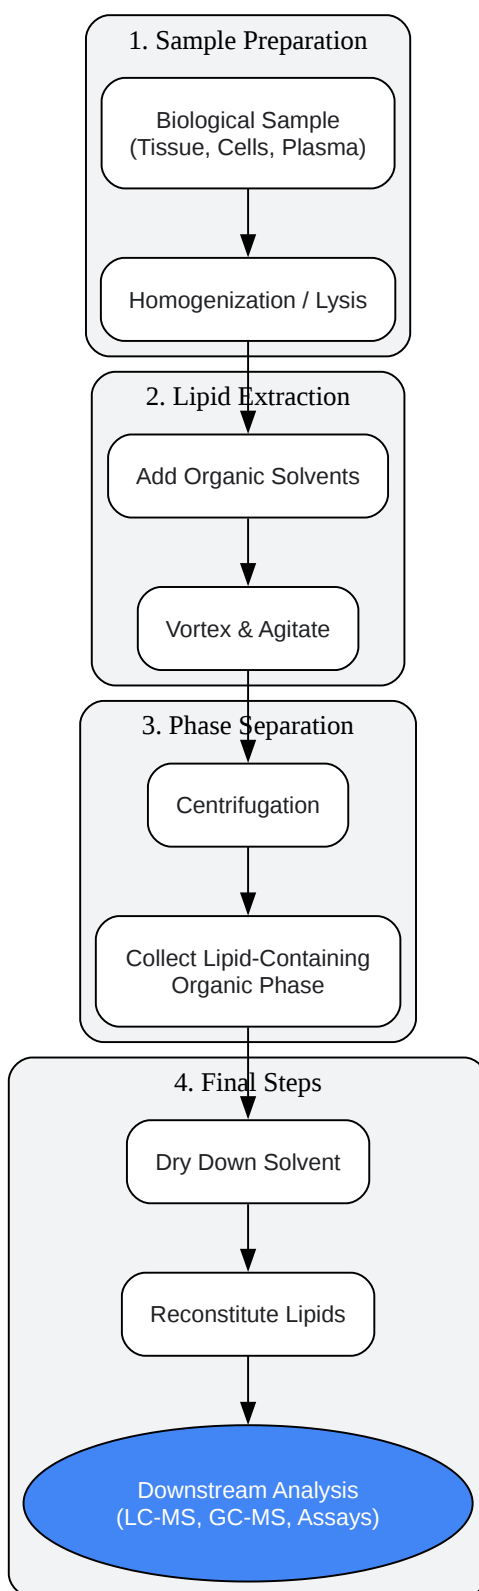 1. Sample Preparation
Biological Sample
(Tissue, Cells, Plasma)
Homogenization / Lysis
2. Lipid Extraction
Add Organic Solvents
Vortex & Agitate
3. Phase Separation
Centrifugation
Collect Lipid-Containing
Organic Phase
4. Final Steps
Dry Down Solvent
Reconstitute Lipids
Downstream Analysis
(LC-MS, GC-MS, Assays)